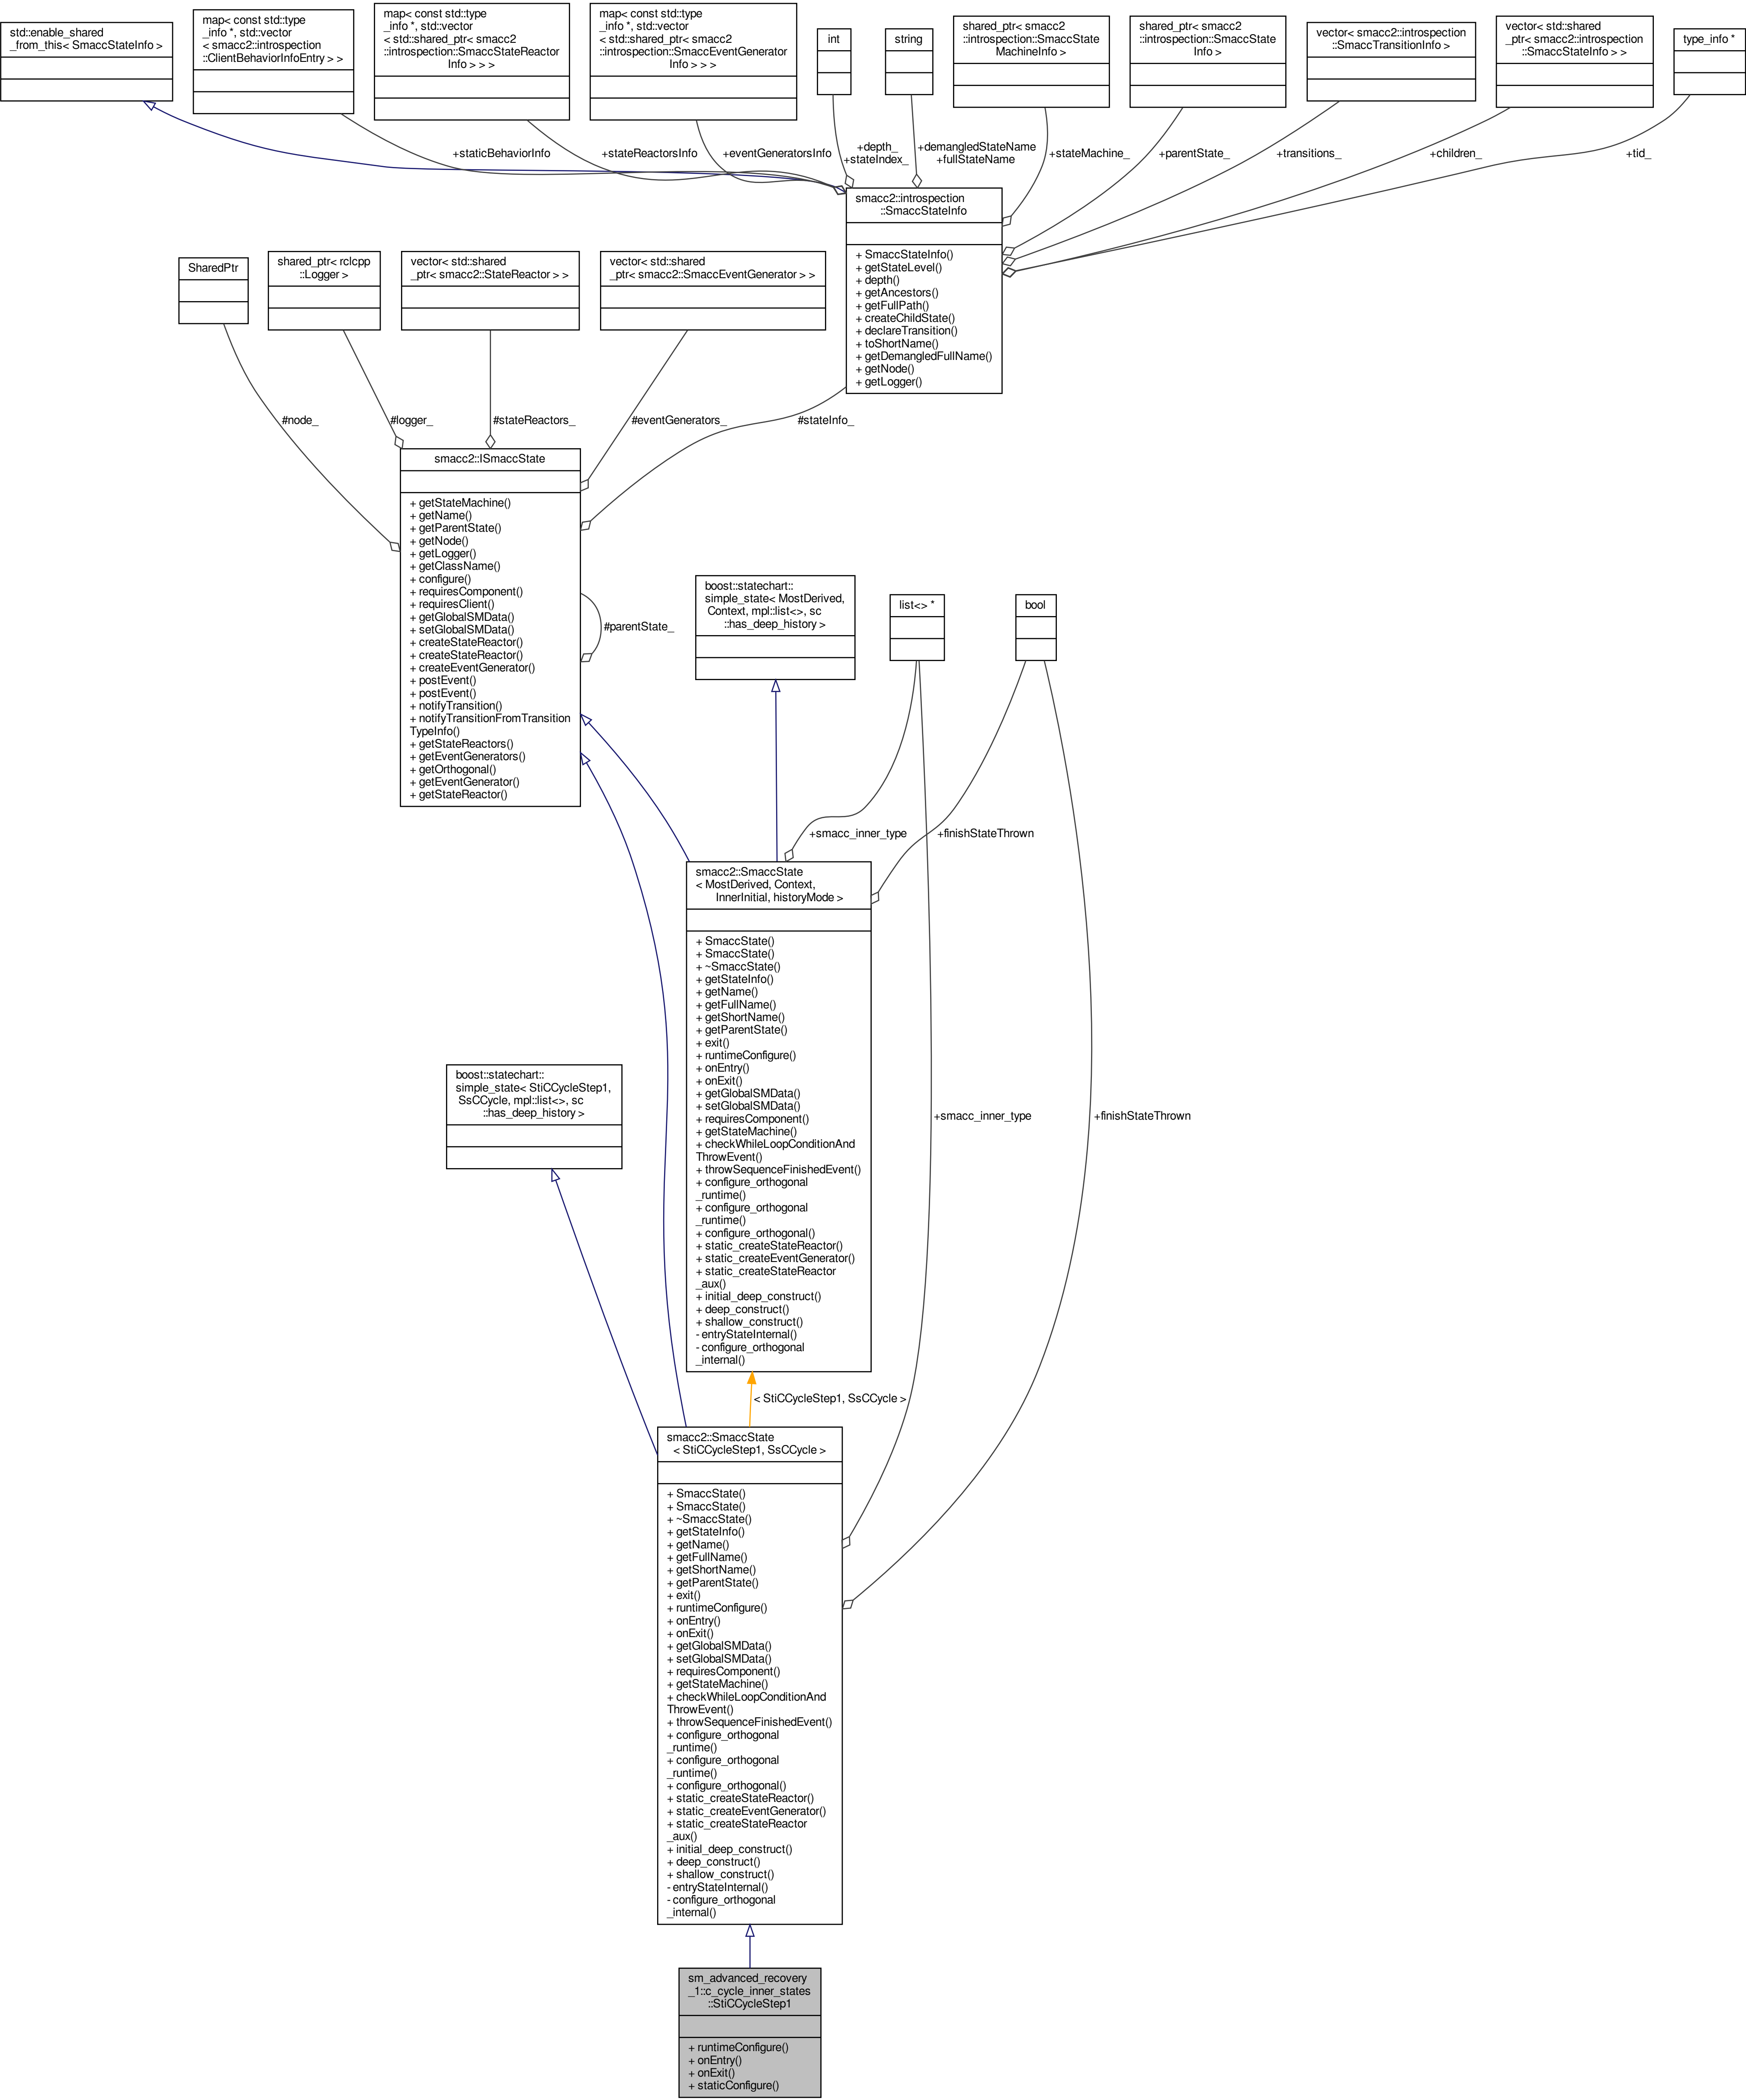 std::enable_shared
_from_this< SmaccStateInfo >
map< const std::type
_info *, std::vector
< smacc2::introspection
::ClientBehaviorInfoEntry > >
map< const std::type
_info *, std::vector
< std::shared_ptr< smacc2
::introspection::SmaccStateReactor
Info > > >
map< const std::type
_info *, std::vector
< std::shared_ptr< smacc2
::introspection::SmaccEventGenerator
Info > > >
int
string
shared_ptr< smacc2
::introspection::SmaccState
MachineInfo >
shared_ptr< smacc2
::introspection::SmaccState
Info >
vector< smacc2::introspection
::SmaccTransitionInfo >
vector< std::shared
_ptr< smacc2::introspection
::SmaccStateInfo > >
type_info *
+staticBehaviorInfo
+stateReactorsInfo
+eventGeneratorsInfo
+depth_
+stateIndex_
+demangledStateName
+fullStateName
+stateMachine_
+parentState_
+transitions_
+children_
+tid_
smacc2::introspection
::SmaccStateInfo
+ SmaccStateInfo()
+ getStateLevel()
+ depth()
+ getAncestors()
+ getFullPath()
+ createChildState()
+ declareTransition()
+ toShortName()
+ getDemangledFullName()
+ getNode()
+ getLogger()
SharedPtr
shared_ptr< rclcpp
::Logger >
vector< std::shared
_ptr< smacc2::StateReactor > >
vector< std::shared
_ptr< smacc2::SmaccEventGenerator > >
#node_
#logger_
#stateReactors_
#eventGenerators_
#stateInfo_
smacc2::ISmaccState
+ getStateMachine()
+ getName()
+ getParentState()
+ getNode()
+ getLogger()
+ getClassName()
+ configure()
+ requiresComponent()
+ requiresClient()
+ getGlobalSMData()
+ setGlobalSMData()
+ createStateReactor()
+ createStateReactor()
+ createEventGenerator()
+ postEvent()
+ postEvent()
+ notifyTransition()
+ notifyTransitionFromTransition
TypeInfo()
+ getStateReactors()
+ getEventGenerators()
+ getOrthogonal()
+ getEventGenerator()
+ getStateReactor()
#parentState_
boost::statechart::
simple_state< MostDerived,
Context, mpl::list<>, sc
::has_deep_history >
list<> *
bool
+smacc_inner_type
+finishStateThrown
smacc2::SmaccState
< MostDerived, Context,
InnerInitial, historyMode >
+ SmaccState()
+ SmaccState()
+ ~SmaccState()
+ getStateInfo()
+ getName()
+ getFullName()
+ getShortName()
+ getParentState()
+ exit()
+ runtimeConfigure()
+ onEntry()
+ onExit()
+ getGlobalSMData()
+ setGlobalSMData()
+ requiresComponent()
+ getStateMachine()
+ checkWhileLoopConditionAnd
ThrowEvent()
+ throwSequenceFinishedEvent()
+ configure_orthogonal
_runtime()
+ configure_orthogonal
_runtime()
+ configure_orthogonal()
+ static_createStateReactor()
+ static_createEventGenerator()
+ static_createStateReactor
_aux()
+ initial_deep_construct()
+ deep_construct()
+ shallow_construct()
- entryStateInternal()
- configure_orthogonal
_internal()
boost::statechart::
simple_state< StiCCycleStep1,
SsCCycle, mpl::list<>, sc
::has_deep_history >
+smacc_inner_type
+finishStateThrown
< StiCCycleStep1, SsCCycle >
smacc2::SmaccState
< StiCCycleStep1, SsCCycle >
+ SmaccState()
+ SmaccState()
+ ~SmaccState()
+ getStateInfo()
+ getName()
+ getFullName()
+ getShortName()
+ getParentState()
+ exit()
+ runtimeConfigure()
+ onEntry()
+ onExit()
+ getGlobalSMData()
+ setGlobalSMData()
+ requiresComponent()
+ getStateMachine()
+ checkWhileLoopConditionAnd
ThrowEvent()
+ throwSequenceFinishedEvent()
+ configure_orthogonal
_runtime()
+ configure_orthogonal
_runtime()
+ configure_orthogonal()
+ static_createStateReactor()
+ static_createEventGenerator()
+ static_createStateReactor
_aux()
+ initial_deep_construct()
+ deep_construct()
+ shallow_construct()
- entryStateInternal()
- configure_orthogonal
_internal()
sm_advanced_recovery
_1::c_cycle_inner_states
::StiCCycleStep1
+ runtimeConfigure()
+ onEntry()
+ onExit()
+ staticConfigure()